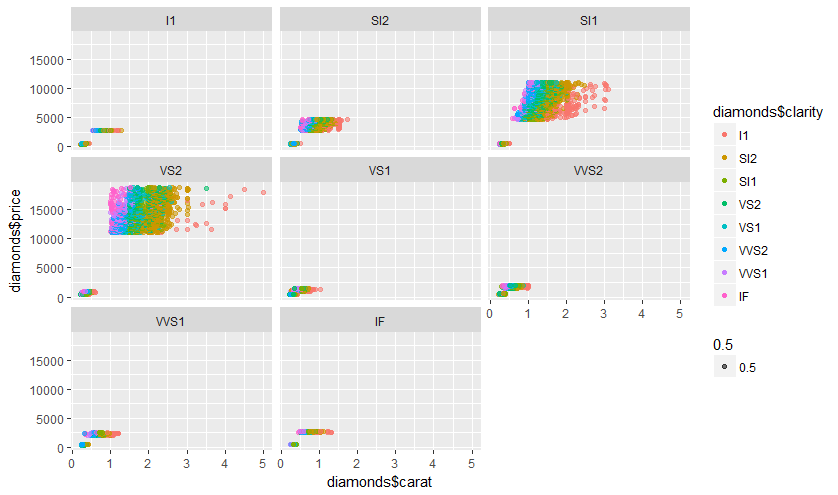 I1 SI2 SI1
15000
10000
5000
0
VS2 VS1 VVS2
15000
10000
5000
0
0 1 2 3 4 5
VVS1 IF
15000
10000
5000
0
0 1 2 3 4 5 0 1 2 3 4 5
diamonds$carat
diamonds$price
diamonds$clarity
I1
SI2
SI1
VS2
VS1
VVS2
VVS1
IF
0.5
0.5